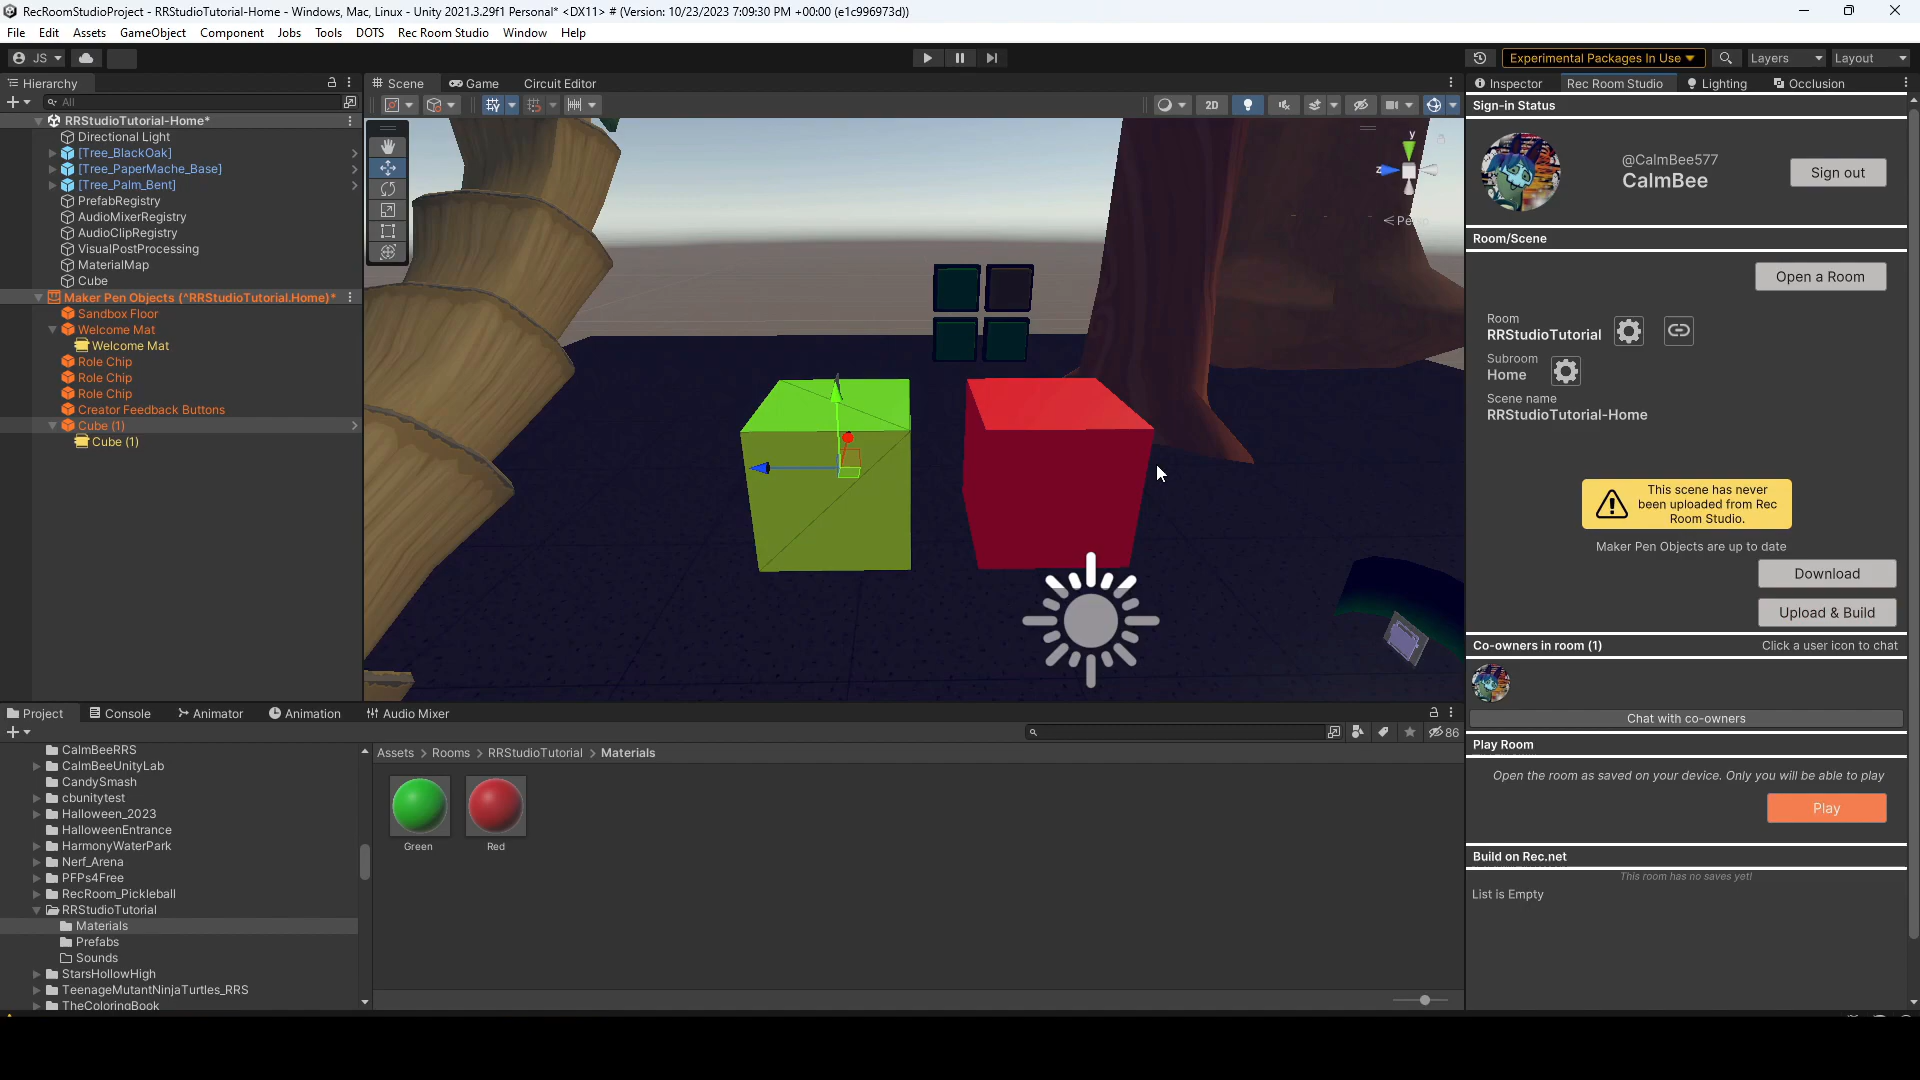 RecRoomStudioProject - RRStudioTutorial-Home - Windows, Mac, Linux - Unity 2021.3.29f1 Personal* <DX11> # (Version: 10/23/2023 7:09:30 PM +00:00 (e1c996973d))
File Edit Assets GameObject Component Jobs Tools DOTS Rec Room Studio Window Help
JS Experimental Packages In Use Layers Layout
Hierarchy
All
RRStudioTutorial-Home*
Directional Light
[Tree_BlackOak]
[Tree_PaperMache_Base]
[Tree_Palm_Bent]
PrefabRegistry
AudioMixerRegistry
AudioClipRegistry
VisualPostProcessing
MaterialMap
Cube
Maker Pen Objects (^RRStudioTutorial.Home)*
Sandbox Floor
Welcome Mat
Welcome Mat
Role Chip
Role Chip
Role Chip
Creator Feedback Buttons
Cube (1)
Cube (1)
Scene Game Circuit Editor
2D
y
z
Inspector Rec Room Studio Lighting Occlusion
Sign-in Status
@CalmBee577
CalmBee
Sign out
Room/Scene
Open a Room
Room
RRStudioTutorial
Subroom
Home
Scene name
RRStudioTutorial-Home
This scene has never
been uploaded from Rec
Room Studio.
Maker Pen Objects are up to date
Download
Upload & Build
Co-owners in room (1) Click a user icon to chat
Chat with co-owners
Play Room
Open the room as saved on your device. Only you will be able to play
Play
Build on Rec.net
This room has no saves yet!
List is Empty
Project Console Animator Animation Audio Mixer
86
CalmBeeRRS
CalmBeeUnityLab
CandySmash
cbunitytest
Halloween_2023
HalloweenEntrance
HarmonyWaterPark
Nerf_Arena
PFPs4Free
RecRoom_Pickleball
RRStudioTutorial
Materials
Prefabs
Sounds
StarsHollowHigh
TeenageMutantNinjaTurtles_RRS
TheColoringBook
Assets > Rooms > RRStudioTutorial > Materials
Green Red